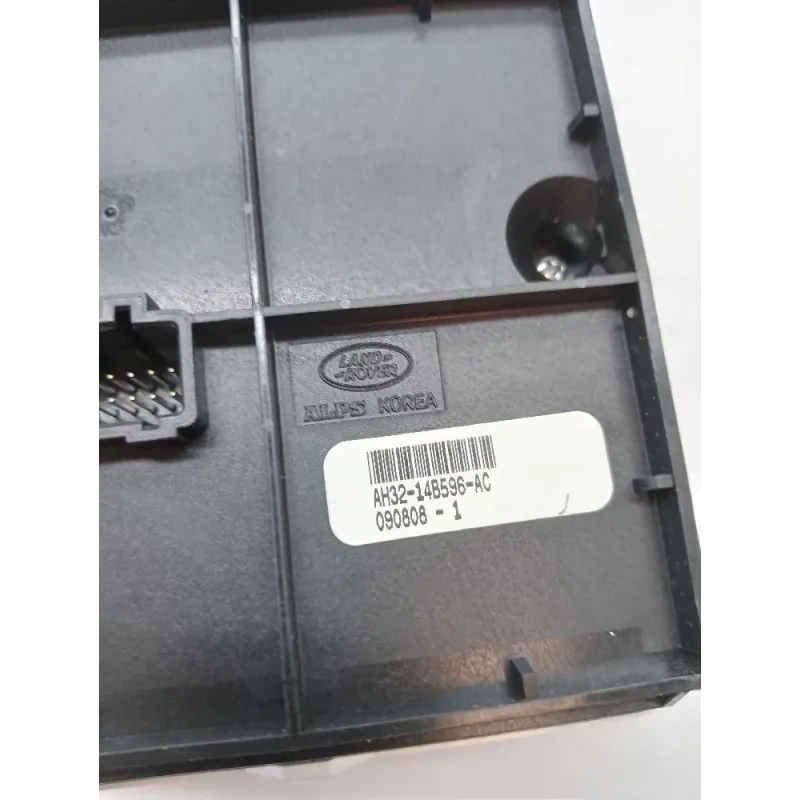 LAND-
-ROVER
ALPS KOREA
AH32-14B596-AC
090808 - 1